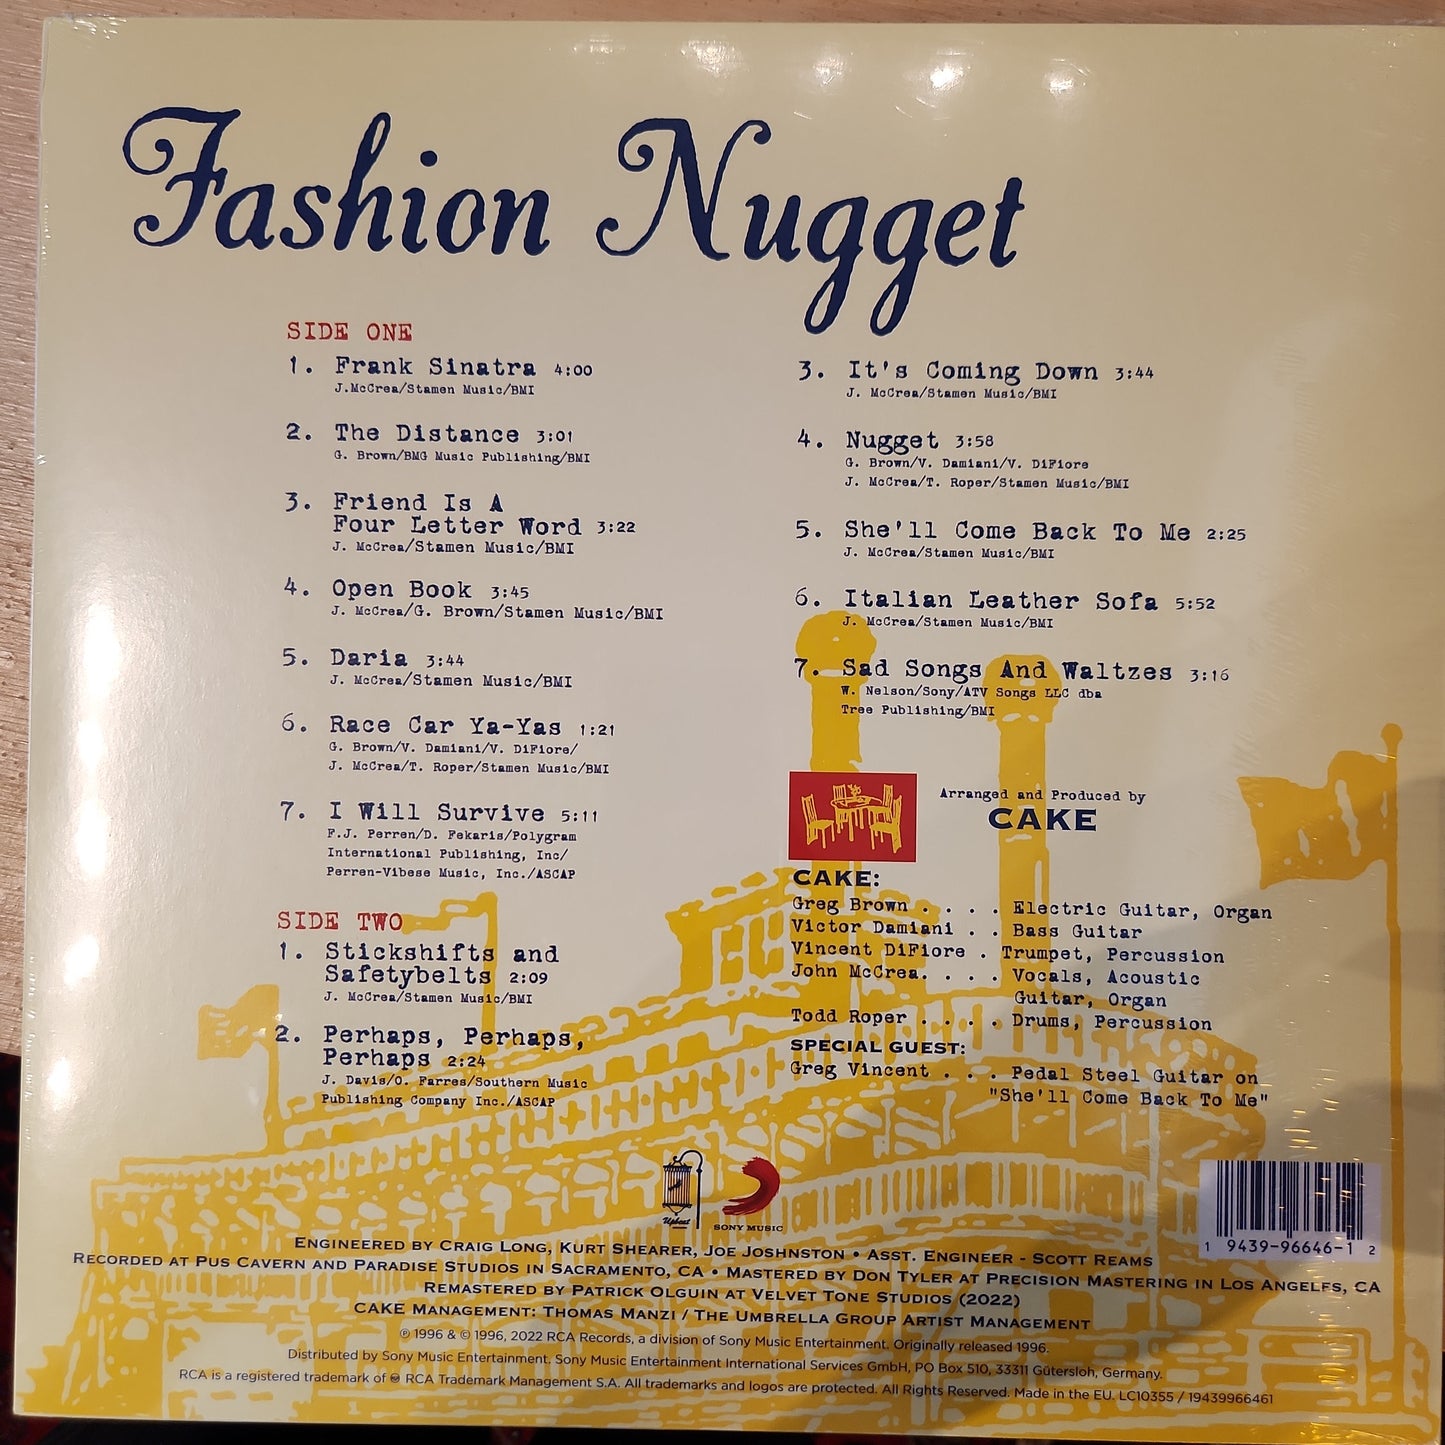 Fashion Nugget
SIDE ONE
1. Frank Sinatra 4:00
J.McCrea/Stamen Music/BMI
2. The Distance 3:01
G. Brown/BMG Music Publishing/BMI
3. Friend Is A
Four Letter Word 3:22
J. McCrea/Stamen Music/BMI
4. Open Book 3:45
J. McCrea/G. Brown/Stamen Music/BMI
5. Daria 3:44
J. McCrea/Stamen Music/BMI
6. Race Car Ya-Yas 1:21
G. Brown/V. Damiani/V. DiFiore/
J. McCrea/T. Roper/Stamen Music/BMI
7. I Will Survive 5:11
F.J. Perren/D. Fekaris/Polygram
International Publishing, Inc/
Perren-Vibese Music, Inc./ASCAP
SIDE TWO
1. Stickshifts and
Safetybelts 2:09
J. McCrea/Stamen Music/BMI
2. Perhaps, Perhaps,
Perhaps 2:24
J. Davis/O. Farres/Southern Music
Publishing Company Inc./ASCAP
3. It's Coming Down 3:44
J. McCrea/Stamen Music/BMI
4. Nugget 3:58
G. Brown/V. Damiani/V. DiFiore
J. McCrea/T. Roper/Stamen Music/BMI
5. She'll Come Back To Me 2:25
J. McCrea/Stamen Music/BMI
6. Italian Leather Sofa 5:52
J. McCrea/Stamen Music/BMI
7. Sad Songs And Waltzes 3:16
W. Nelson/Sony/ATV Songs LLC dba
Tree Publishing/BMI
Arranged and Produced by
CAKE
CAKE:
Greg Brown . . . . Electric Guitar, Organ
Victor Damiani . . Bass Guitar
Vincent DiFiore . Trumpet, Percussion
John McCrea. . . . Vocals, Acoustic
Guitar, Organ
Todd Roper . . . . Drums, Percussion
SPECIAL GUEST:
Greg Vincent . . . Pedal Steel Guitar on
"She'll Come Back To Me"
Upbeat
SONY MUSIC
1 9439-96646-1 2
ENGINEERED BY CRAIG LONG, KURT SHEARER, JOE JOSHNSTON • ASST. ENGINEER - SCOTT REAMS
RECORDED AT PUS CAVERN AND PARADISE STUDIOS IN SACRAMENTO, CA • MASTERED BY DON TYLER AT PRECISION MASTERING IN LOS ANGELES, CA
REMASTERED BY PATRICK OLGUIN AT VELVET TONE STUDIOS (2022)
CAKE MANAGEMENT: THOMAS MANZI / THE UMBRELLA GROUP ARTIST MANAGEMENT
℗ 1996 & © 1996, 2022 RCA Records, a division of Sony Music Entertainment. Originally released 1996.
Distributed by Sony Music Entertainment. Sony Music Entertainment International Services GmbH, PO Box 510, 33311 Gütersloh, Germany.
RCA is a registered trademark of RCA Trademark Management S.A. All trademarks and logos are protected. All Rights Reserved. Made in the EU. LC10355 / 19439966461